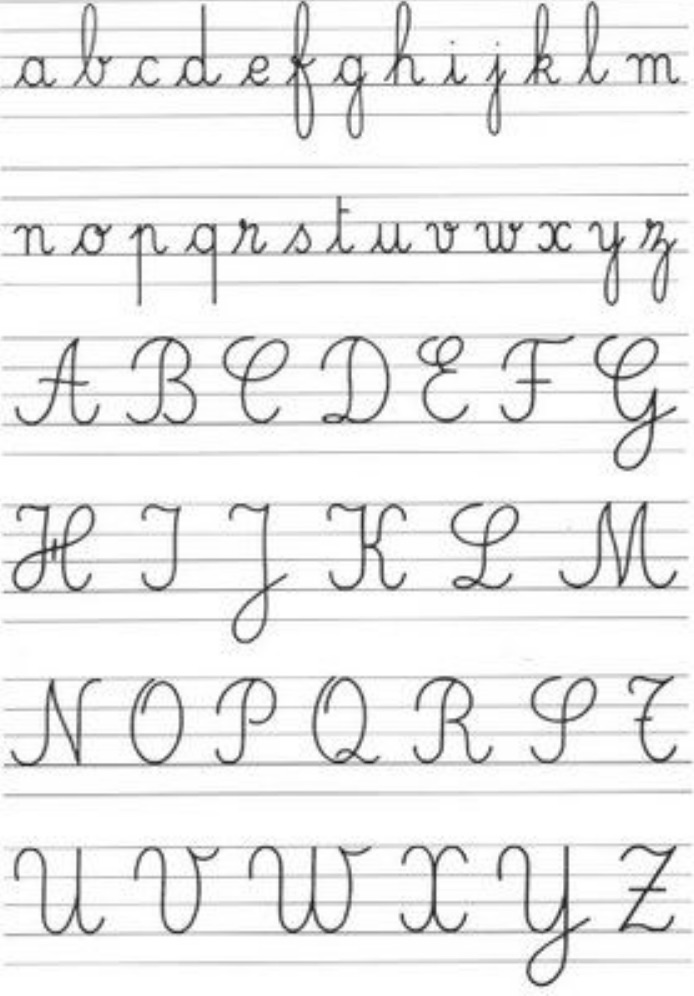 a b c d e f g h i j k l m
n o p q r s t u v w x y z
A B C D E F G
H I J K L M
N O P Q R S T
U V W X Y Z